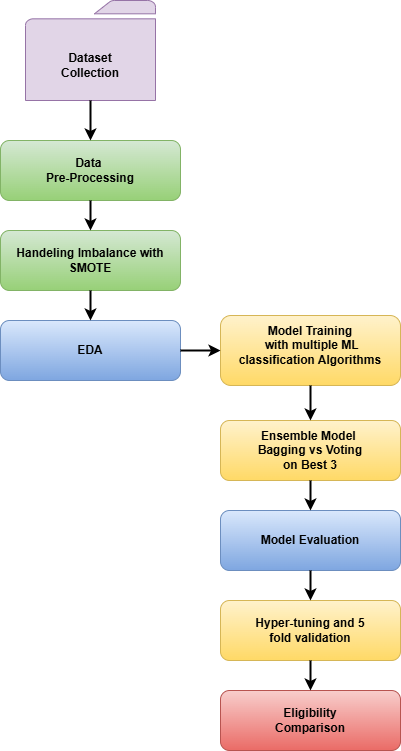 Dataset
Collection
Data
Pre-Processing
Handeling Imbalance with
SMOTE
EDA
Model Training
with multiple ML
classification Algorithms
Ensemble Model
Bagging vs Voting
on Best 3
Model Evaluation
Hyper-tuning and 5
fold validation
Eligibility
Comparison